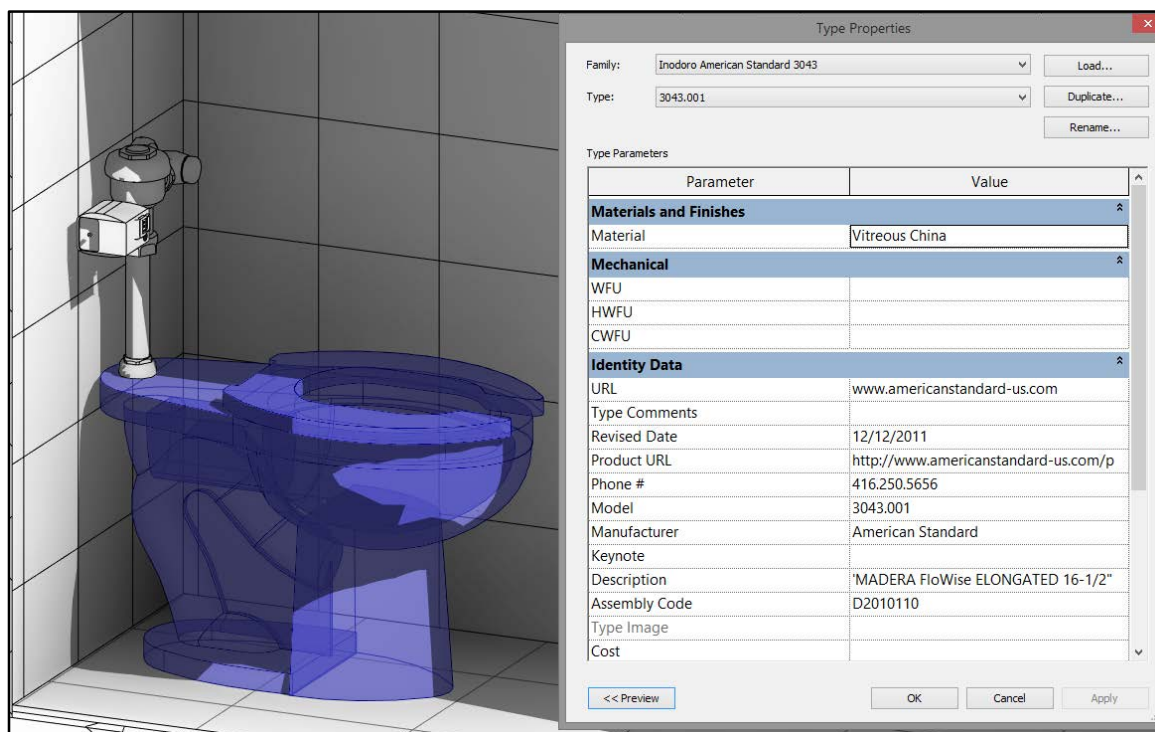 Type Properties
Family: Inodoro American Standard 3043 Load...
Type: 3043.001 Duplicate...
Rename...
Type Parameters
Parameter Value
Materials and Finishes
Material Vitreous China
Mechanical
WFU
HWFU
CWFU
Identity Data
URL www.americanstandard-us.com
Type Comments
Revised Date 12/12/2011
Product URL http://www.americanstandard-us.com/p
Phone # 416.250.5656
Model 3043.001
Manufacturer American Standard
Keynote
Description 'MADERA FloWise ELONGATED 16-1/2"
Assembly Code D2010110
Type Image
Cost
<< Preview OK Cancel Apply